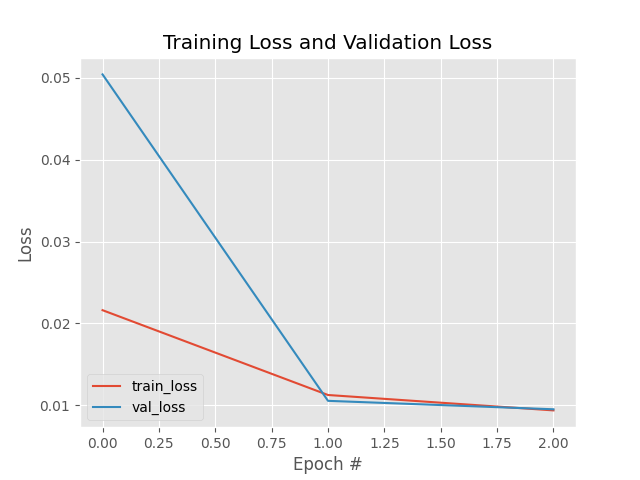 Training Loss and Validation Loss
0.05
0.04
0.03
0.02
0.01
Loss
train_loss
val_loss
0.00 0.25 0.50 0.75 1.00 1.25 1.50 1.75 2.00
Epoch #